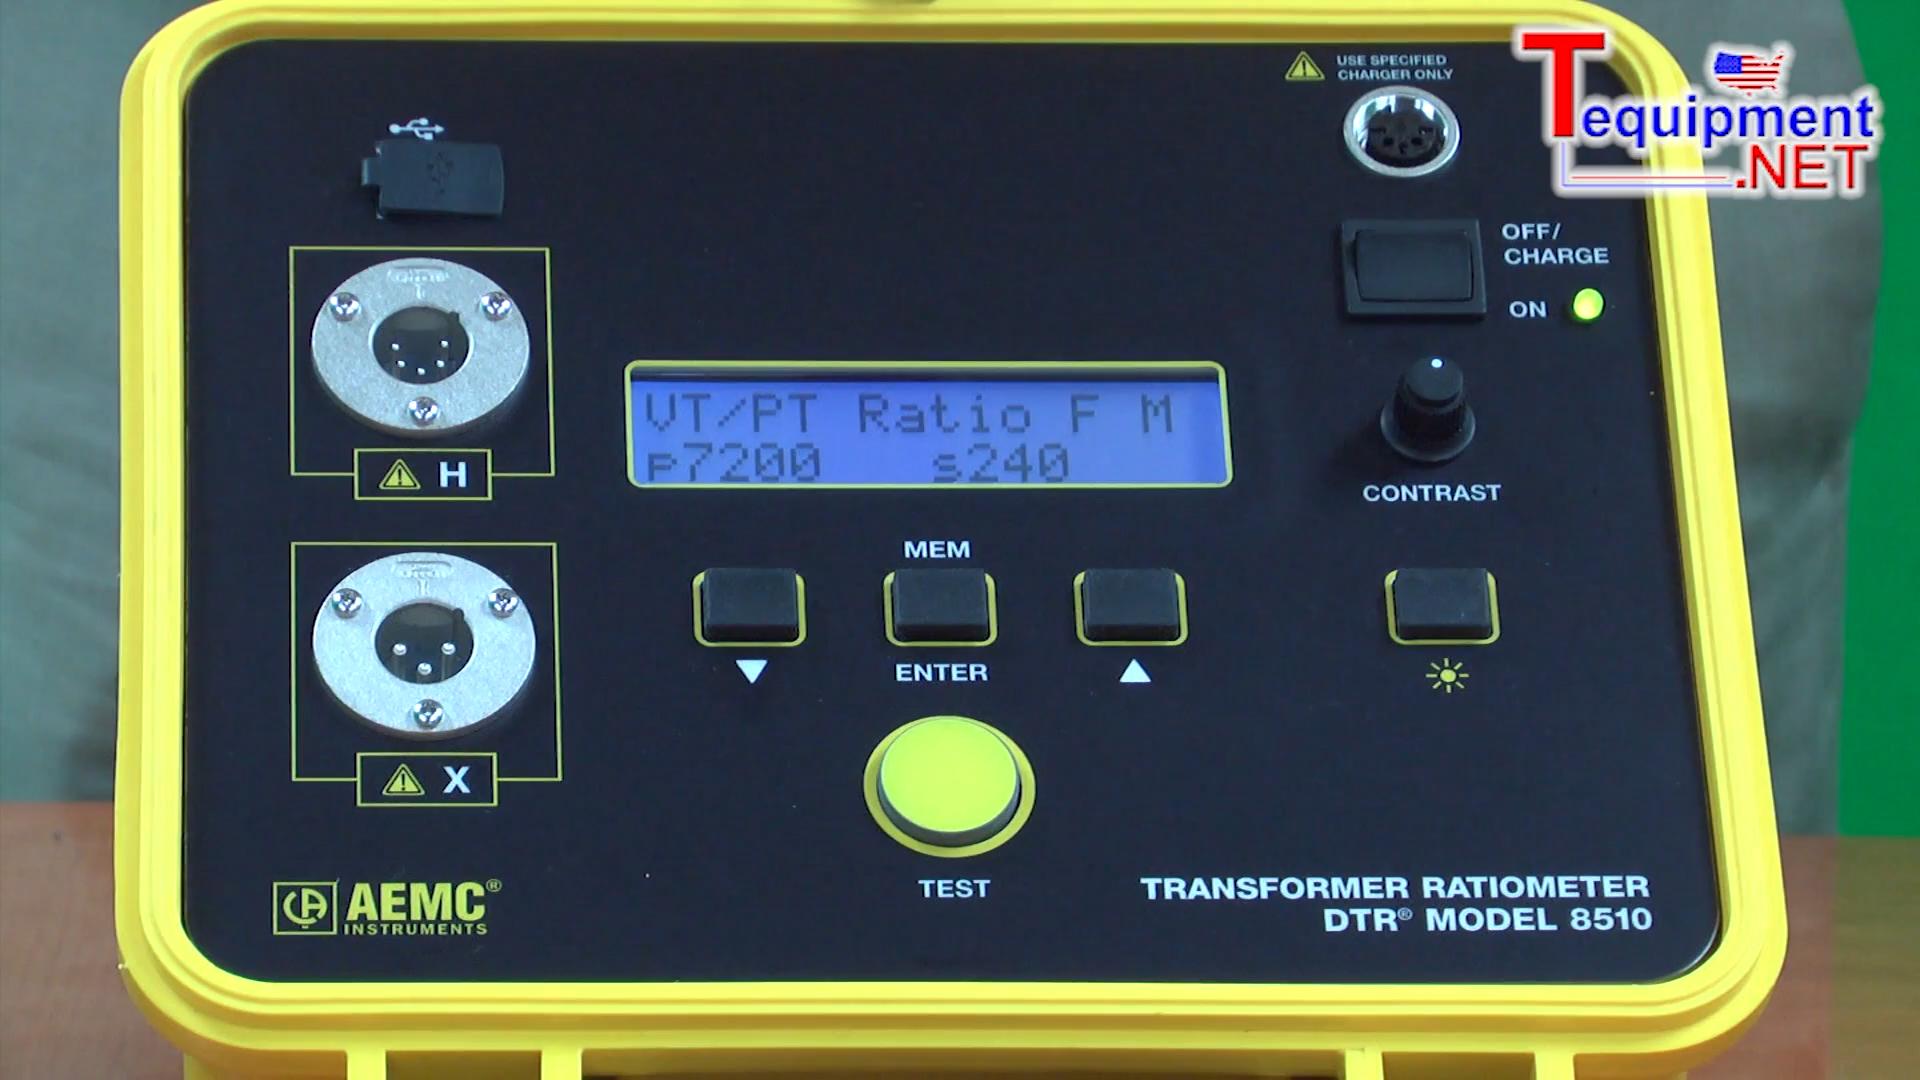 USE SPECIFIED
CHARGER ONLY
Tequipment
.NET
OFF/
CHARGE
ON
H
VT/PT Ratio F M
p7200 s240
CONTRAST
MEM
ENTER
X
TEST
AEMC®
INSTRUMENTS
TRANSFORMER RATIOMETER
DTR® MODEL 8510